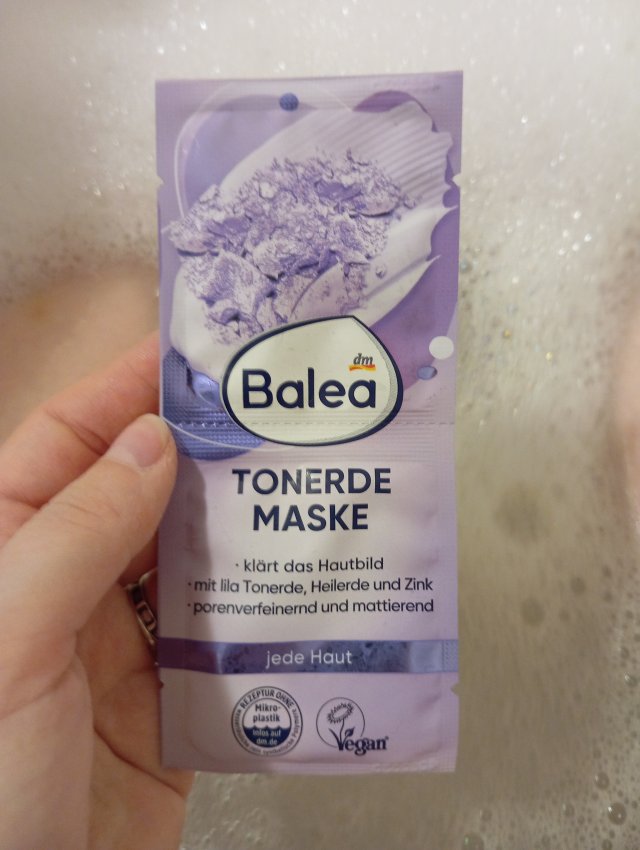 dm
Balea
TONERDE
MASKE
· klärt das Hautbild
· mit lila Tonerde, Heilerde und Zink
· porenverfeinernd und mattierend
jede Haut
REZEPTUR OHNE
Mikro-
plastik
Infos auf
dm.de
Vegan